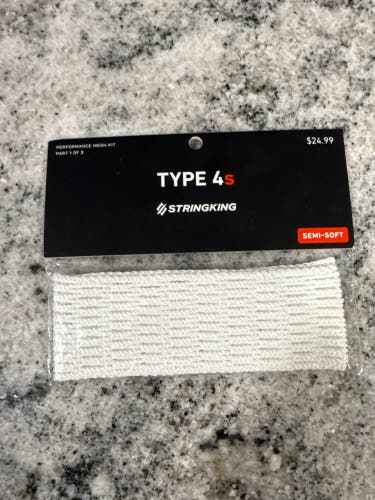 PERFORMANCE MESH KIT
PART 1 OF 3
$24.99
TYPE 4s
STRINGKING
SEMI-SOFT